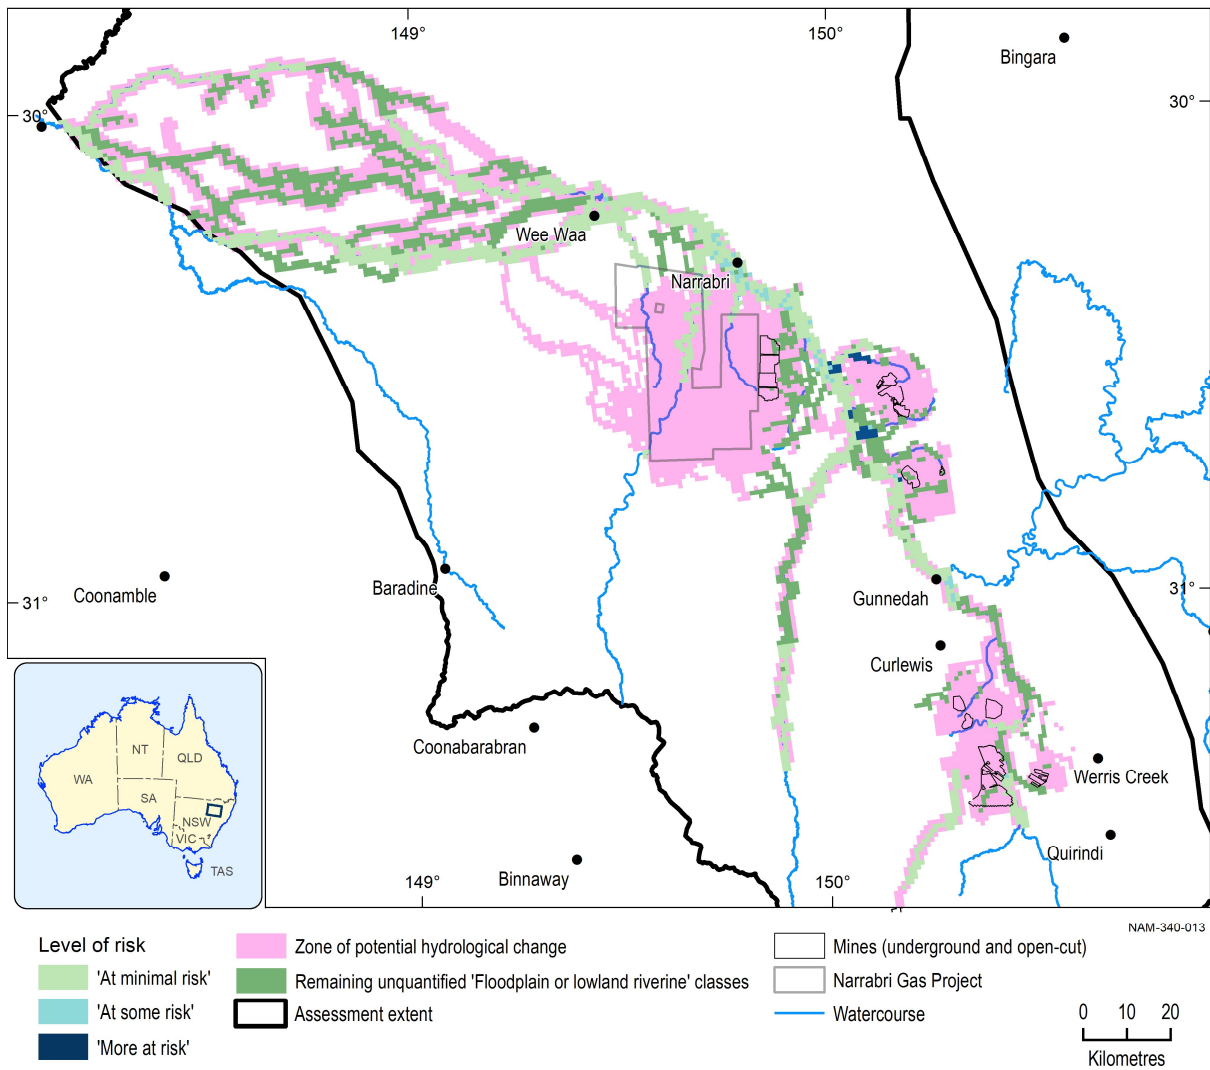 149°
150°
Bingara
30°
30°
Wee Waa
Narrabri
Coonamble
Baradine
Gunnedah
31°
31°
Curlewis
Coonabarabran
Werris Creek
Quirindi
Binnaway
149°
150°
NT
QLD
WA
SA
NSW
VIC
TAS
NAM-340-013
Level of risk
'At minimal risk'
'At some risk'
'More at risk'
Zone of potential hydrological change
Remaining unquantified 'Floodplain or lowland riverine' classes
Assessment extent
Mines (underground and open-cut)
Narrabri Gas Project
Watercourse
0 10 20
Kilometres